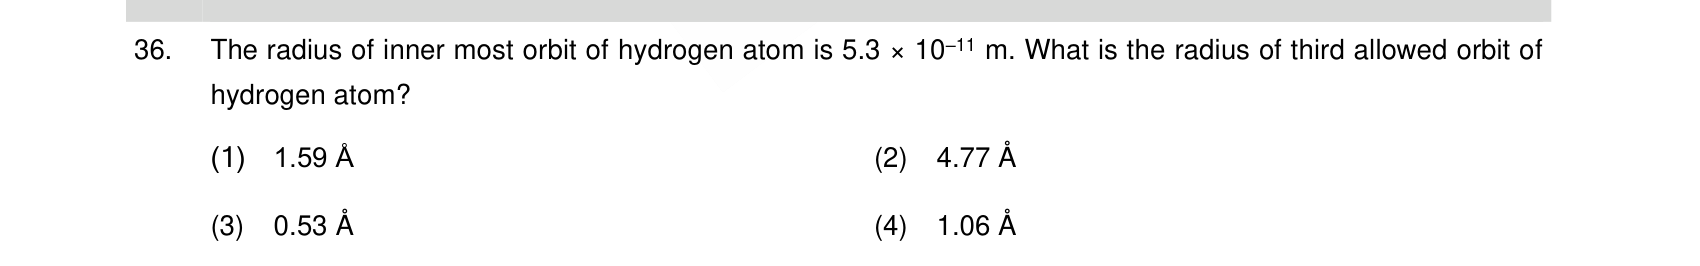 36. The radius of inner most orbit of hydrogen atom is 5.3 × 10⁻¹¹ m. What is the radius of third allowed orbit of
hydrogen atom?
(1) 1.59 Å (2) 4.77 Å
(3) 0.53 Å (4) 1.06 Å